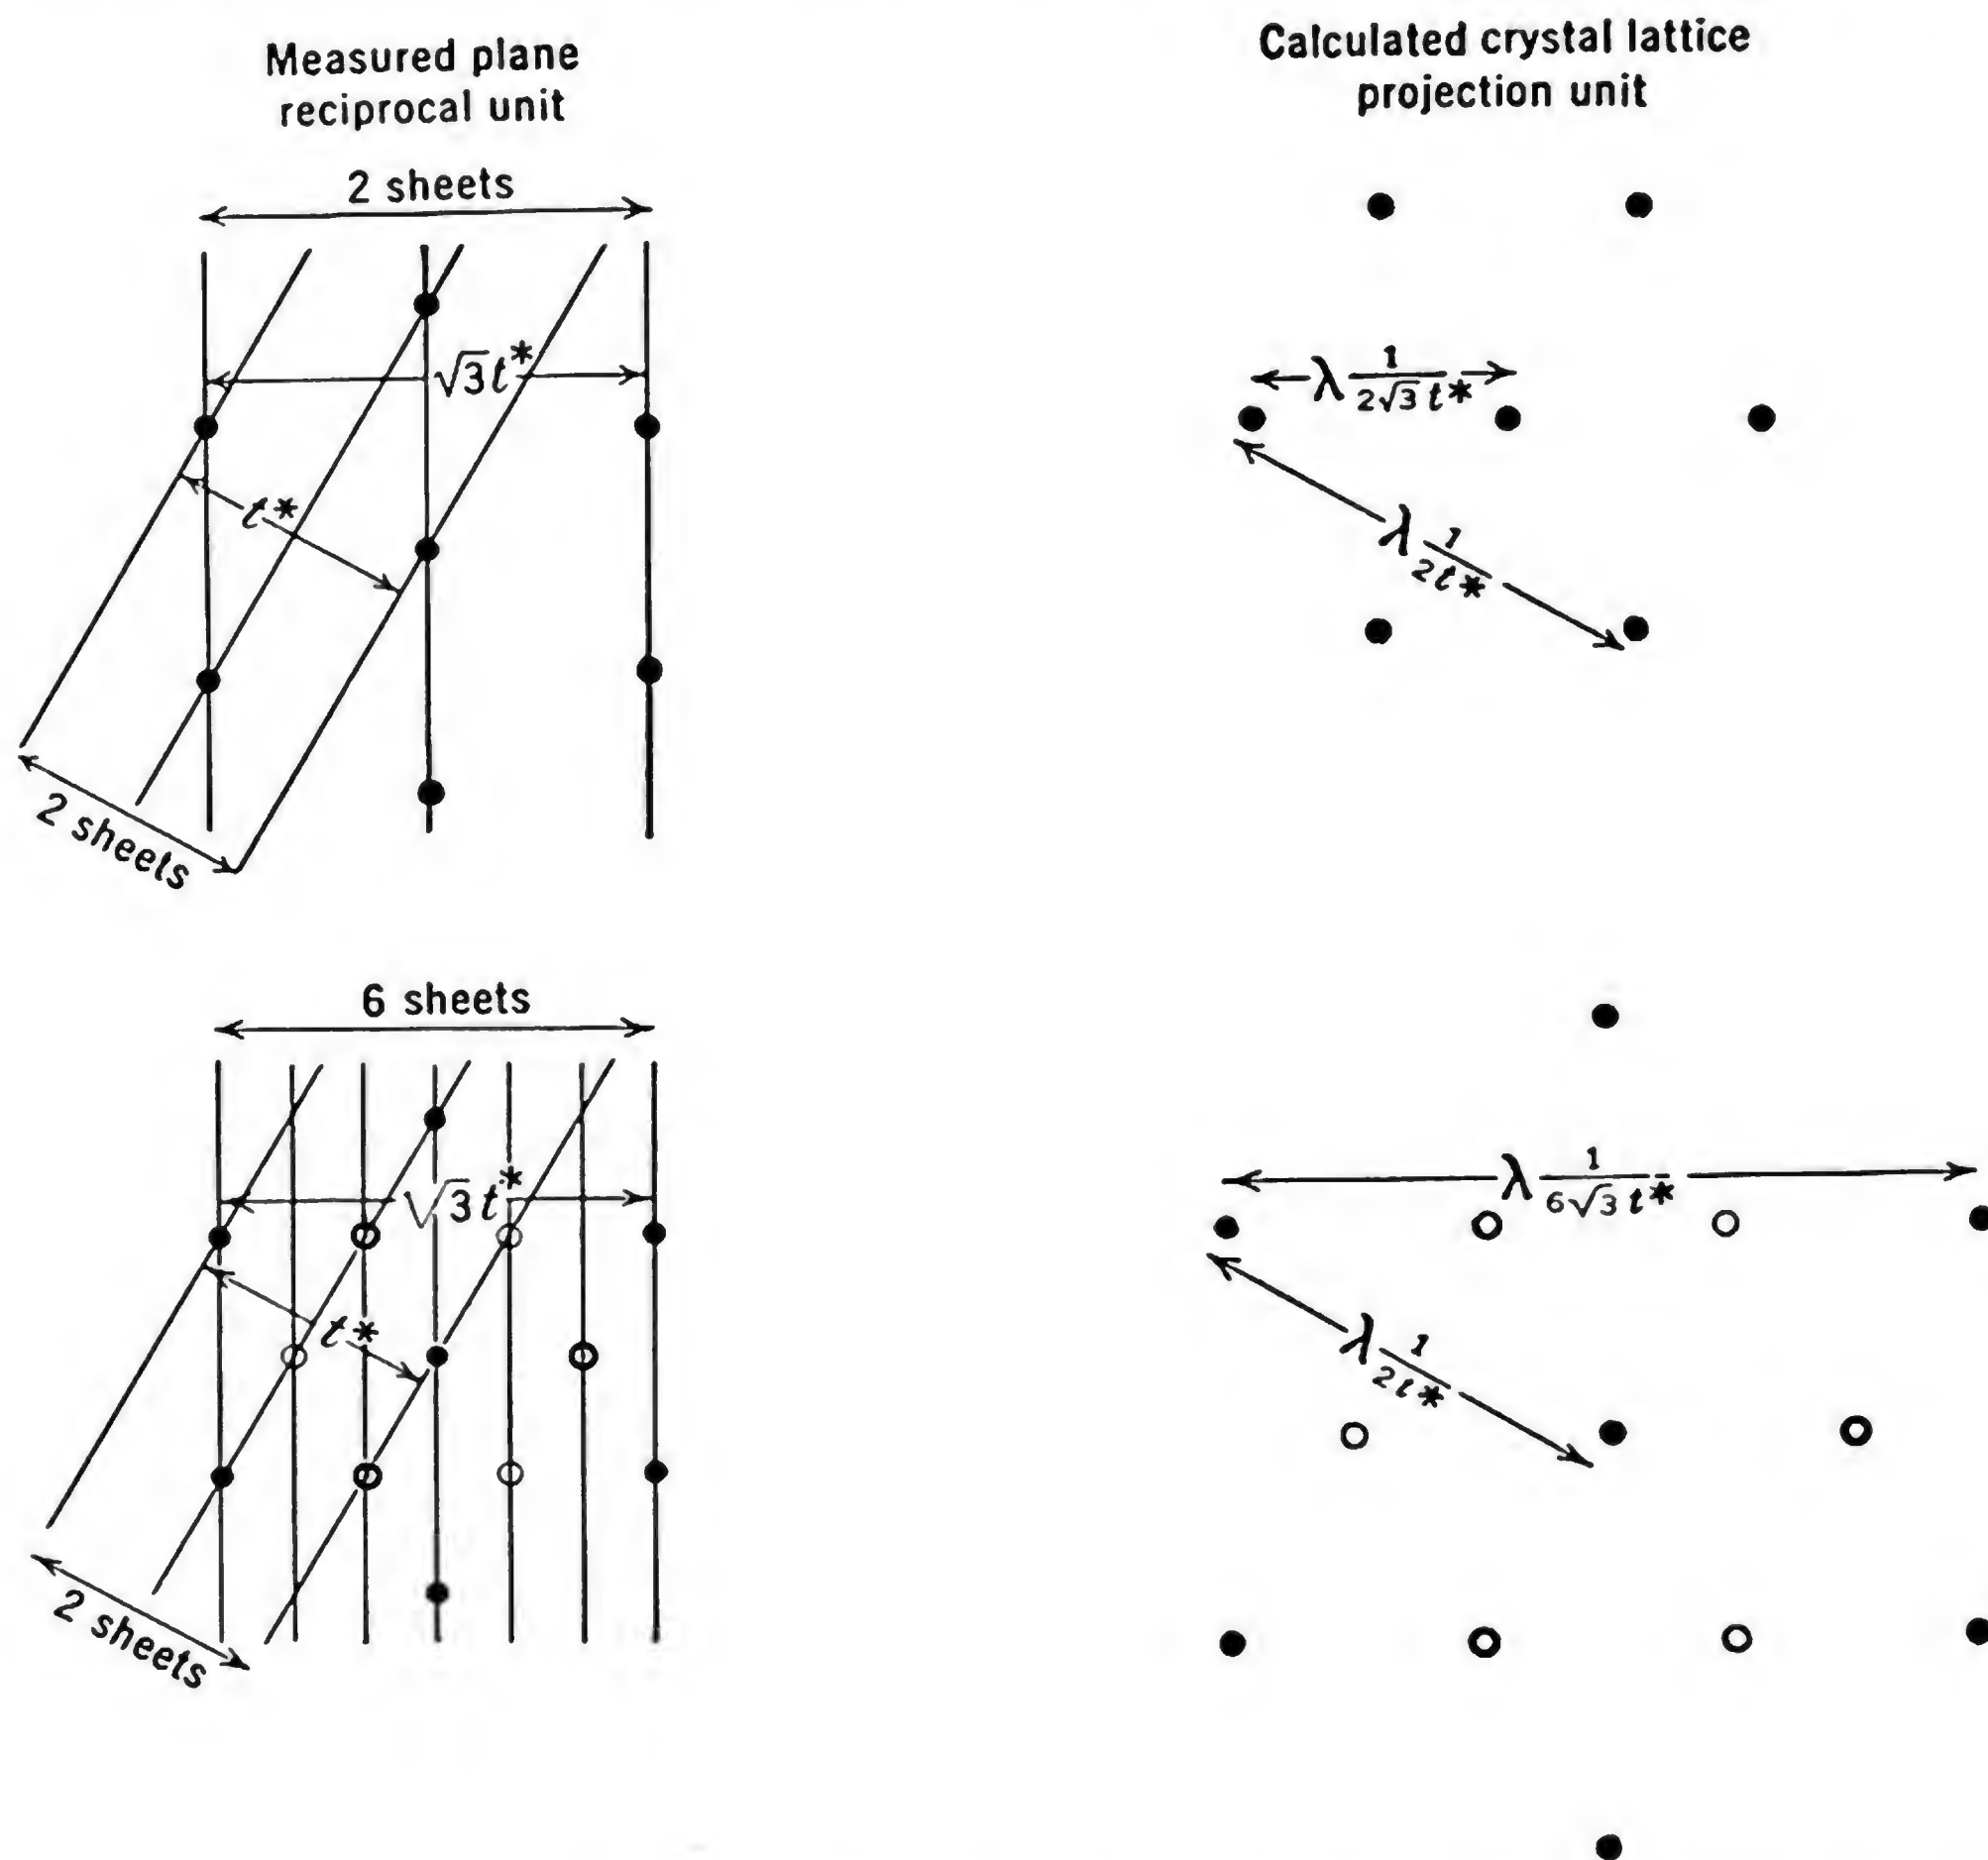 Measured plane
reciprocal unit
2 sheets
√3t*
t*
2 sheets
Calculated crystal lattice
projection unit
λ 1/2√3 t*
λ 1/2t*
6 sheets
√3 t*
t*
2 sheets
λ 1/6√3 t*
λ 1/2t*